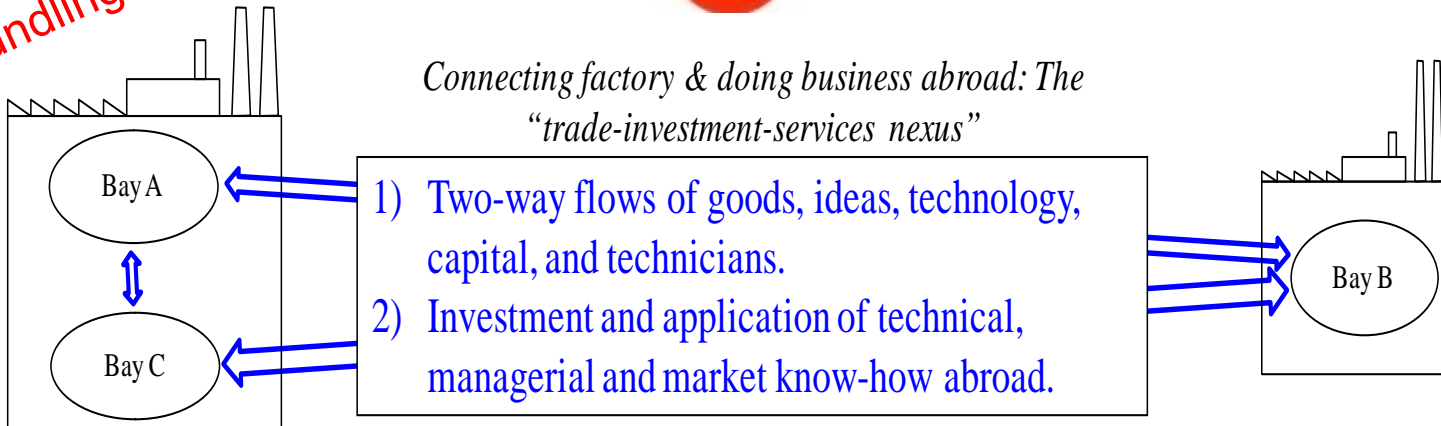 Connecting factory & doing business abroad: The
“trade-investment-services nexus”
Bay A
1) Two-way flows of goods, ideas, technology,
capital, and technicians.
2) Investment and application of technical,
managerial and market know-how abroad.
Bay B
Bay C